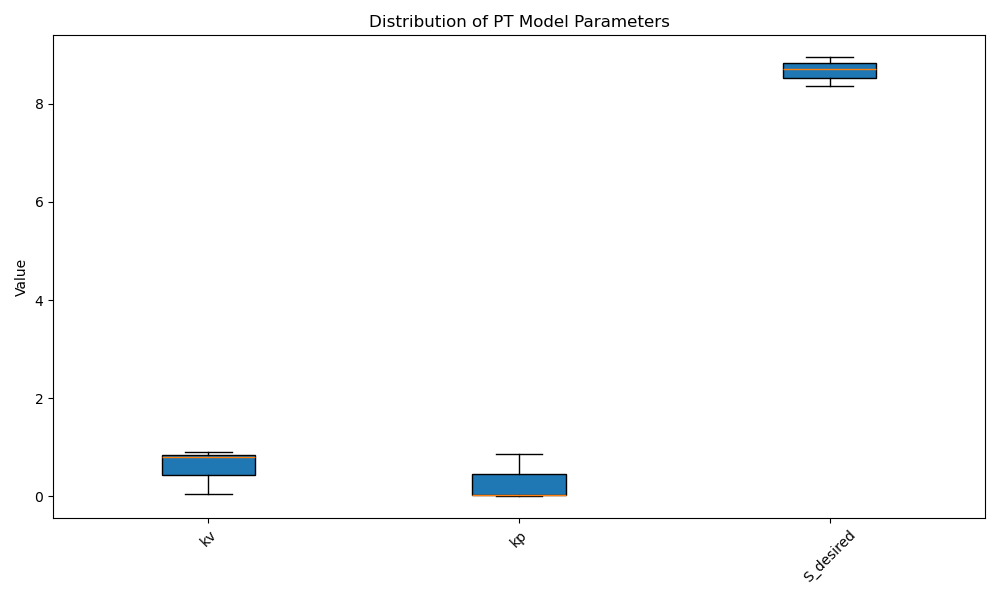 Distribution of PT Model Parameters
Value
8
6
4
2
0
kv
kp
S_desired